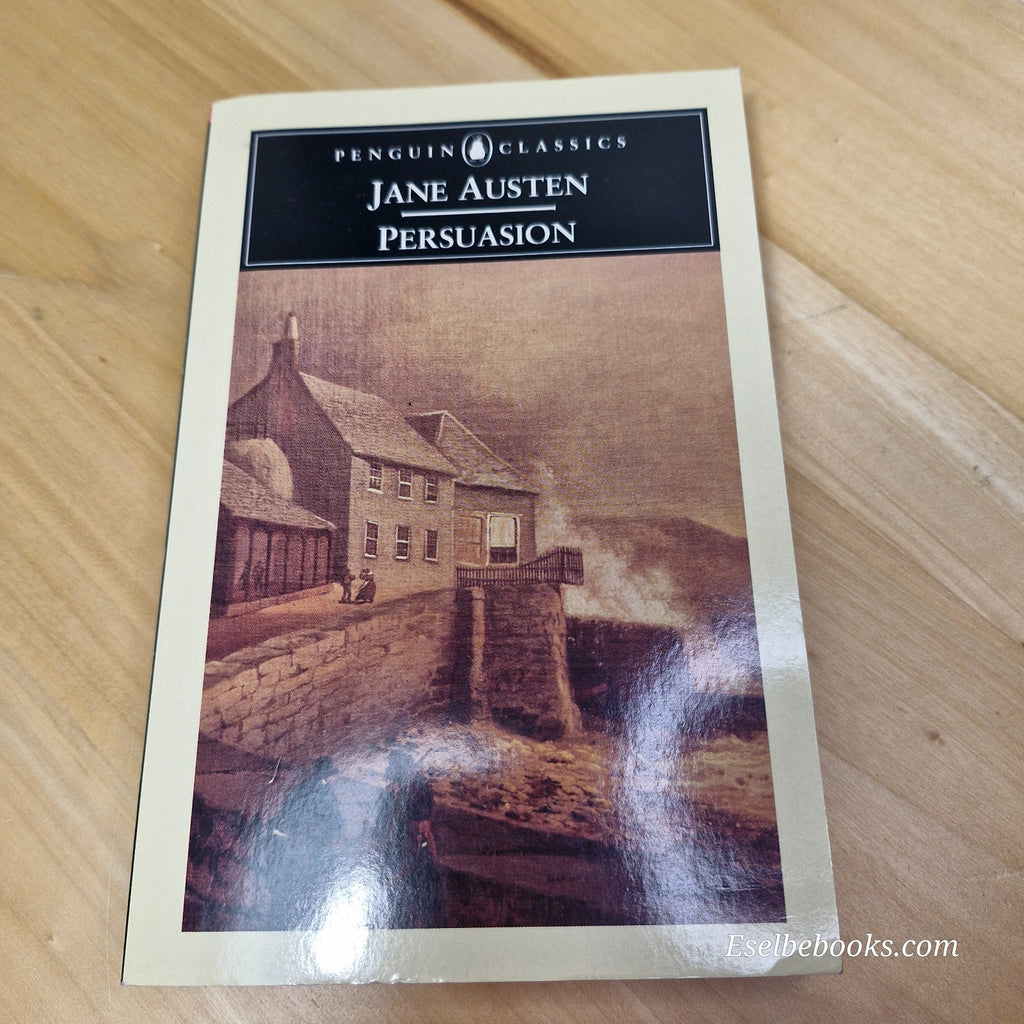 PENGUIN CLASSICS
JANE AUSTEN
PERSUASION
Eselbebooks.com